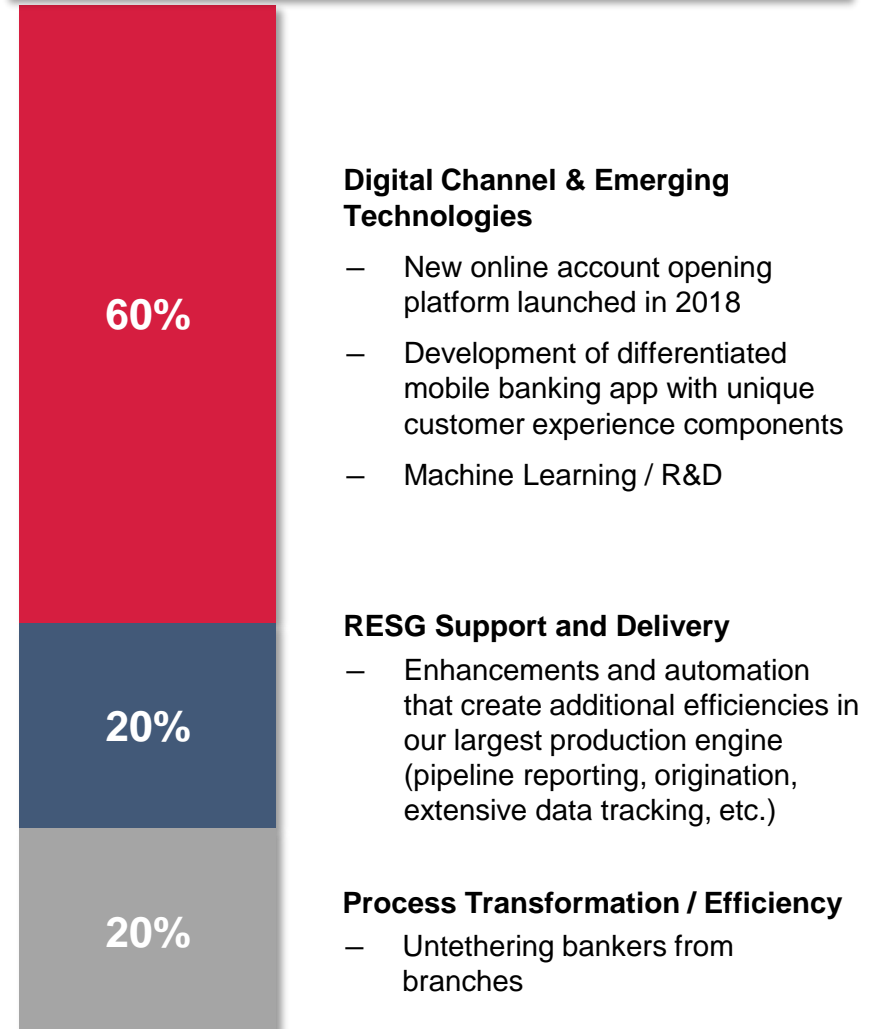 60%
Digital Channel & Emerging
Technologies
– New online account opening
platform launched in 2018
– Development of differentiated
mobile banking app with unique
customer experience components
– Machine Learning / R&D
20%
RESG Support and Delivery
– Enhancements and automation
that create additional efficiencies in
our largest production engine
(pipeline reporting, origination,
extensive data tracking, etc.)
20%
Process Transformation / Efficiency
– Untethering bankers from
branches